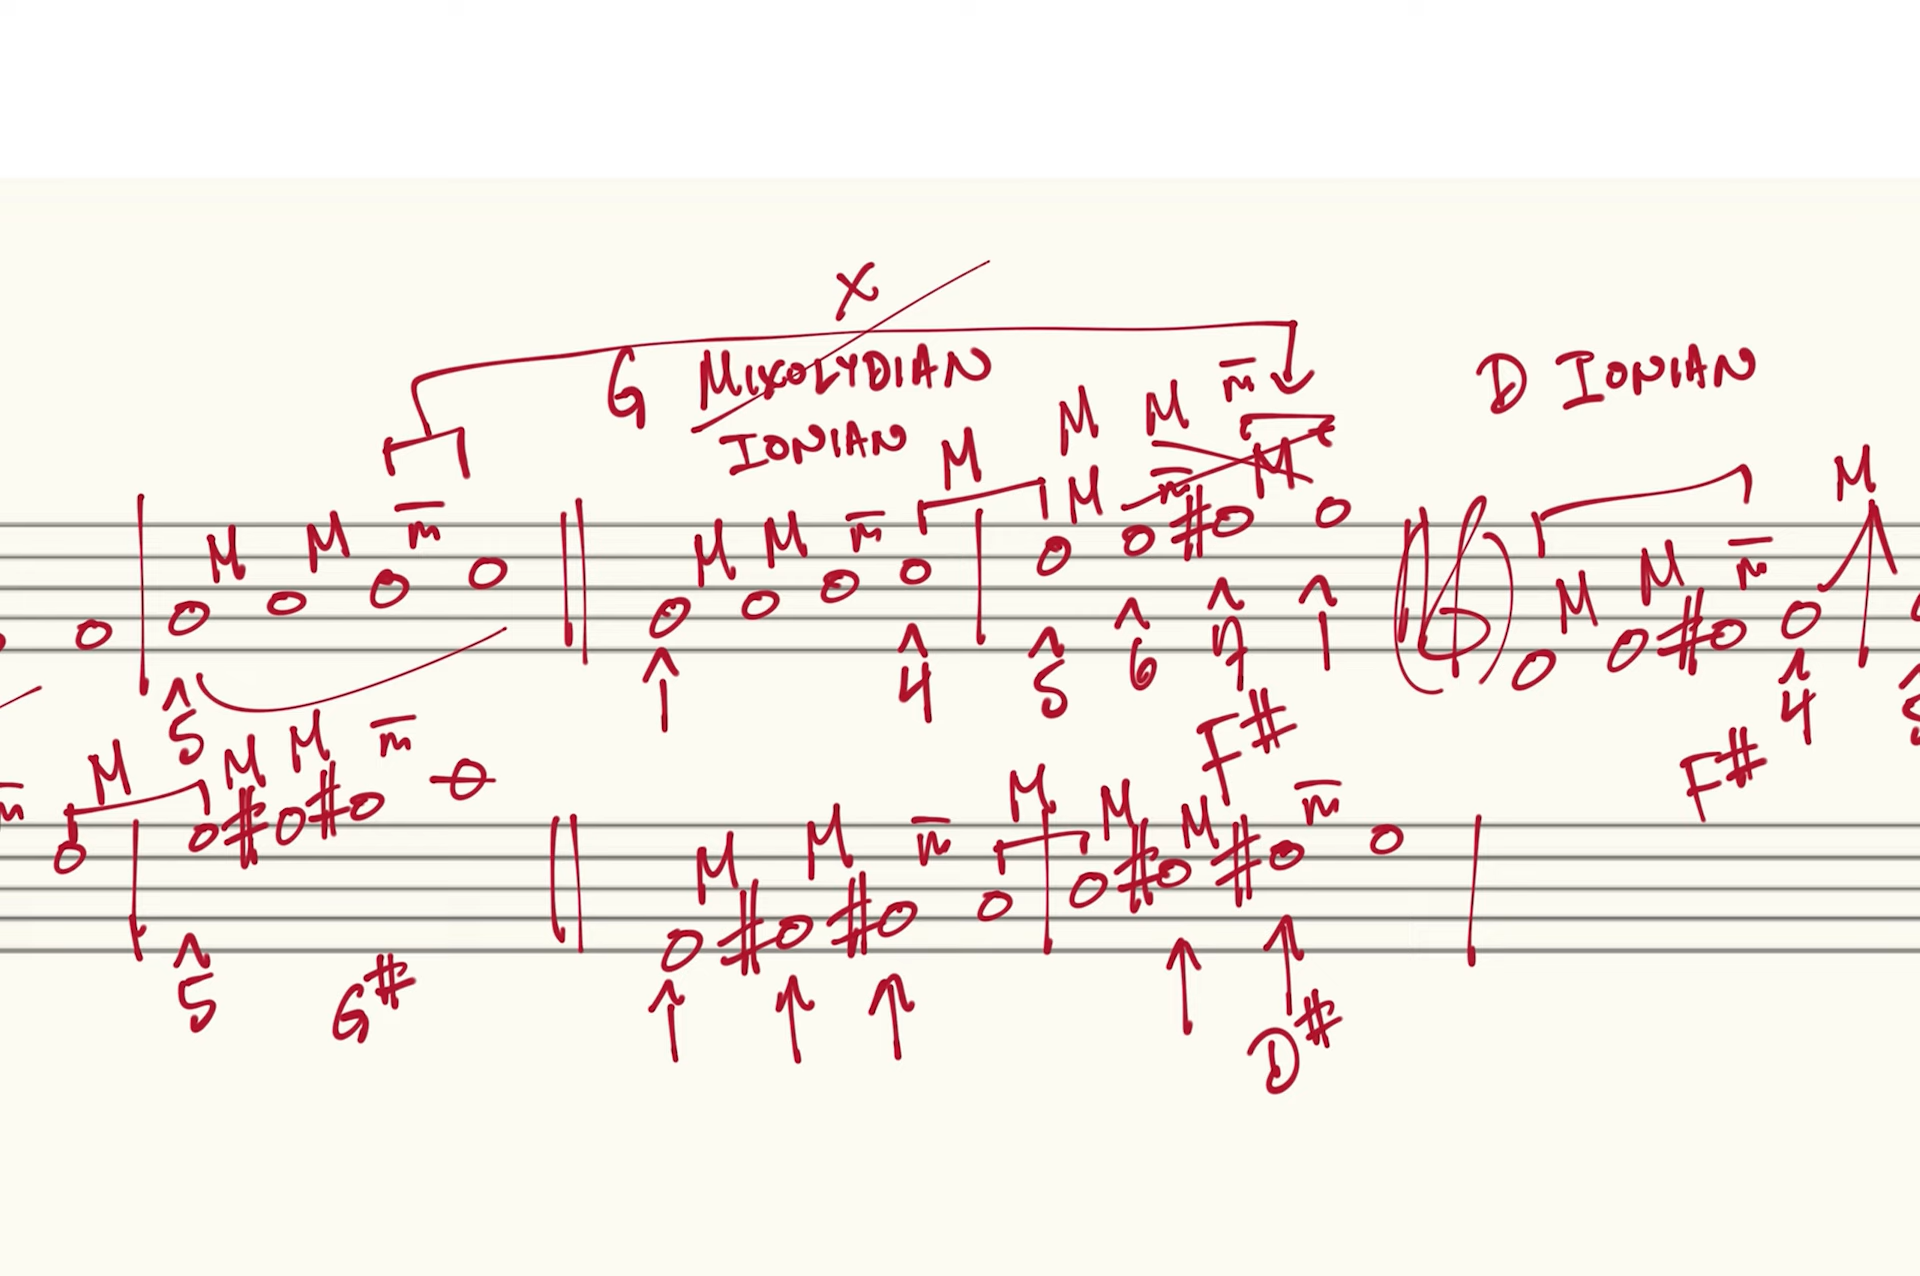 X
G MIXOLYDIAN M M m D IONIAN
IONIAN M M m M M
M M m M M m M M m
1 4 5 6 7 1 4
5 F# F#
m M M M m M M M m M M M m
5 G# D#